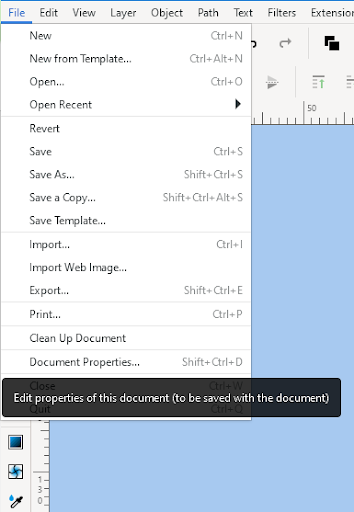 File Edit View Layer Object Path Text Filters Extension
New Ctrl+N
New from Template... Ctrl+Alt+N
Open... Ctrl+O
Open Recent
Revert
Save Ctrl+S
Save As... Shift+Ctrl+S
Save a Copy... Shift+Ctrl+Alt+S
Save Template...
Import... Ctrl+I
Import Web Image...
Export... Shift+Ctrl+E
Print... Ctrl+P
Clean Up Document
Document Properties... Shift+Ctrl+D
Close Ctrl+W
Edit properties of this document (to be saved with the document)
Quit Ctrl+Q
50
1
3
0